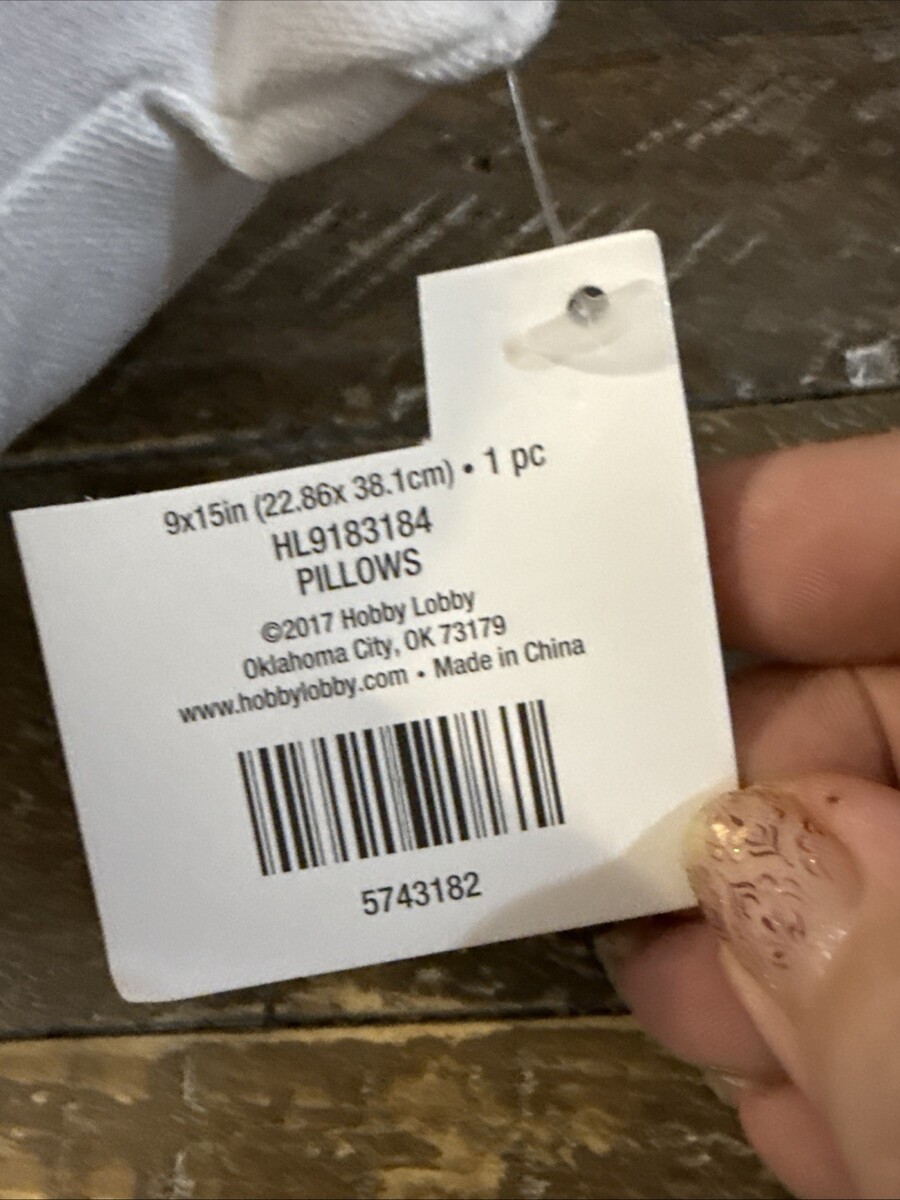 9x15in (22.86x 38.1cm) • 1 pc
HL9183184
PILLOWS
©2017 Hobby Lobby
Oklahoma City, OK 73179
www.hobbylobby.com • Made in China
5743182